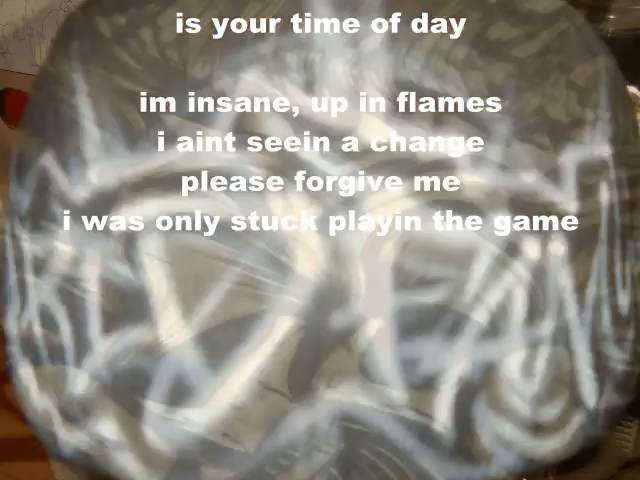 is your time of day
im insane, up in flames
i aint seein a change
please forgive me
i was only stuck playin the game